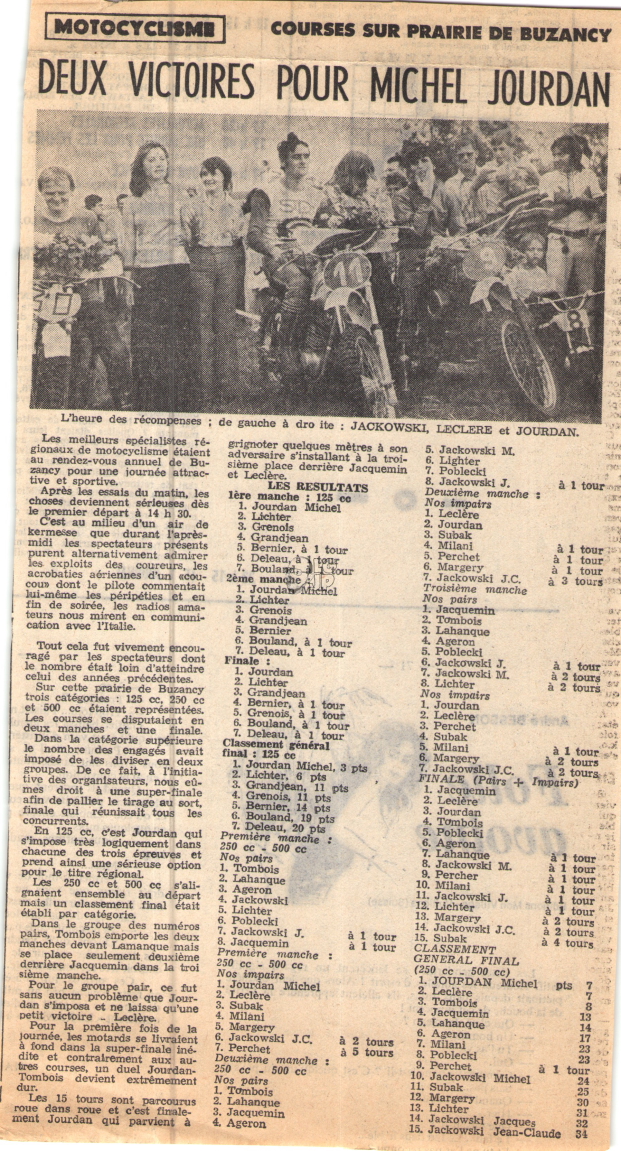 MOTOCYCLISME
COURSES SUR PRAIRIE DE BUZANCY
DEUX VICTOIRES POUR MICHEL JOURDAN
10
11
9
8
L'heure des récompenses ; de gauche à dro ite : JACKOWSKI, LECLERE et JOURDAN.
Les meilleurs spécialistes ré-
gionaux de motocyclisme étaient
au rendez-vous annuel de Bu-
zancy pour une journée attrac-
tive et sportive.
Après les essais du matin, les
choses deviennent sérieuses dès
le premier départ à 14 h 30.
C'est au milieu d'un air de
kermesse que durant l'après-
midi les spectateurs présents
purent alternativement admirer
les exploits des coureurs, les
acrobaties aériennes d'un «cou-
cou» dont le pilote commentait
lui-même les péripéties et en
fin de soirée, les radios ama-
teurs nous mirent en communi-
cation avec l'Italie.
Tout cela fut vivement encou-
ragé par les spectateurs dont
le nombre était loin d'atteindre
celui des années précédentes.
Sur cette prairie de Buzancy
trois catégories : 125 cc, 250 cc
et 500 cc étaient représentées.
Les courses se disputaient en
deux manches et une finale.
Dans la catégorie supérieure
le nombre des engagés avait
imposé de les diviser en deux
groupes. De ce fait, à l'initia-
tive des organisateurs, nous eû-
mes droit à une super-finale
afin de pallier le tirage au sort,
finale qui réunissait tous les
concurrents.
En 125 cc, c'est Jourdan qui
s'impose très logiquement dans
chacune des trois épreuves et
prend ainsi une sérieuse option
pour le titre régional.
Les 250 cc et 500 cc s'ali-
gnaient ensemble au départ
mais un classement final était
établi par catégorie.
Dans le groupe des numéros
pairs, Tombois emporte les deux
manches devant Lamanque mais
se place seulement deuxième
derrière Jacquemin dans la troi
sième manche.
Pour le groupe pair, ce fut
sans aucun problème que Jour-
dan s'imposa et ne laissa qu'une
petite victoire - Leclère.
Pour la première fois de la
journée, les motards se livraient
à fond dans la super-finale iné-
dite et contrairement aux au-
tres courses, un duel Jordan-
Tombois devient extrêmement
dur.
Les 15 tours sont parcourus
roue dans roue et c'est finale-
ment Jourdan qui parvient à
grignoter quelques mètres à son
adversaire s'installant à la troi-
sième place derrière Jacquemin
et Leclère.
LES RESULTATS
1ère manche : 125 cc
1. Jourdan Michel
2. Lichter
3. Grenois
4. Grandjean
5. Bernier, à 1 tour
6. Deleau, à 1 tour
7. Bouland, à 1 tour
2ème manche
1. Jourdan Michel
2. Lichter
3. Grenois
4. Grandjean
5. Bernier
6. Bouland, à 1 tour
7. Deleau, à 1 tour
Finale :
1. Jourdan
2. Lichter
3. Grandjean
4. Bernier, à 1 tour
5. Grenois, à 1 tour
6. Bouland, à 1 tour
7. Deleau, à 1 tour
Classement général
final : 125 cc
1. Jourdan Michel, 3 pts
2. Lichter, 6 pts
3. Grandjean, 11 pts
4. Grenois, 11 pts
5. Bernier, 14 pts
6. Bouland, 19 pts
7. Deleau, 20 pts
Première manche :
250 cc - 500 cc
Nos pairs
1. Tombois
2. Lahanque
3. Ageron
4. Jackowski
5. Lichter
6. Poblecki
7. Jackowski J. à 1 tour
8. Jacquemin à 1 tour
Première manche :
250 cc - 500 cc
Nos impairs
1. Jourdan Michel
2. Leclère
3. Subak
4. Milani
5. Margery
6. Jackowski J.C. à 2 tours
7. Perchet à 5 tours
Deuxième manche :
250 cc - 500 cc
Nos pairs
1. Tombois
2. Lahanque
3. Jacquemin
4. Ageron
5. Jackowski M.
6. Lighter
7. Poblecki
8. Jackowski J. à 1 tour
Deuxième manche :
Nos impairs
1. Leclère
2. Jourdan
3. Subak
4. Milani à 1 tour
5. Perchet à 1 tour
6. Margery à 1 tour
7. Jackowski J.C. à 3 tours
Troisième manche
Nos pairs
1. Jacquemin
2. Tombois
3. Lahanque
4. Ageron
5. Poblecki
6. Jackowski J. à 1 tour
7. Jackowski M. à 2 tours
8. Lichter à 2 tours
Nos impairs
1. Jourdan
2. Leclère
3. Perchet
4. Subak
5. Milani à 1 tour
6. Margery à 2 tours
7. Jackowski J.C. à 2 tours
FINALE (Pairs + Impairs)
1. Jacquemin
2. Leclère
3. Jourdan
4. Tombois
5. Poblecki
6. Ageron
7. Lahanque à 1 tour
8. Jackowski M. à 1 tour
9. Percher à 1 tour
10. Milani à 1 tour
11. Jackowski J. à 1 tour
12. Lichter à 1 tour
13. Margery à 2 tours
14. Jackowski J.C. à 2 tours
15. Subak à 4 tours
CLASSEMENT
GENERAL FINAL
(250 cc - 500 cc)
1. JOURDAN Michel pts 7
2. Leclère 7
3. Tombois 8
4. Jacquemin 13
5. Lahanque 14
6. Ageron 17
7. Milani 23
8. Poblecki 23
9. Perchet à 1 tour
10. Jackowski Michel 24
11. Subak 25
12. Margery 30
13. Lichter 31
14. Jackowski Jacques 32
15. Jackowski Jean-Claude 34